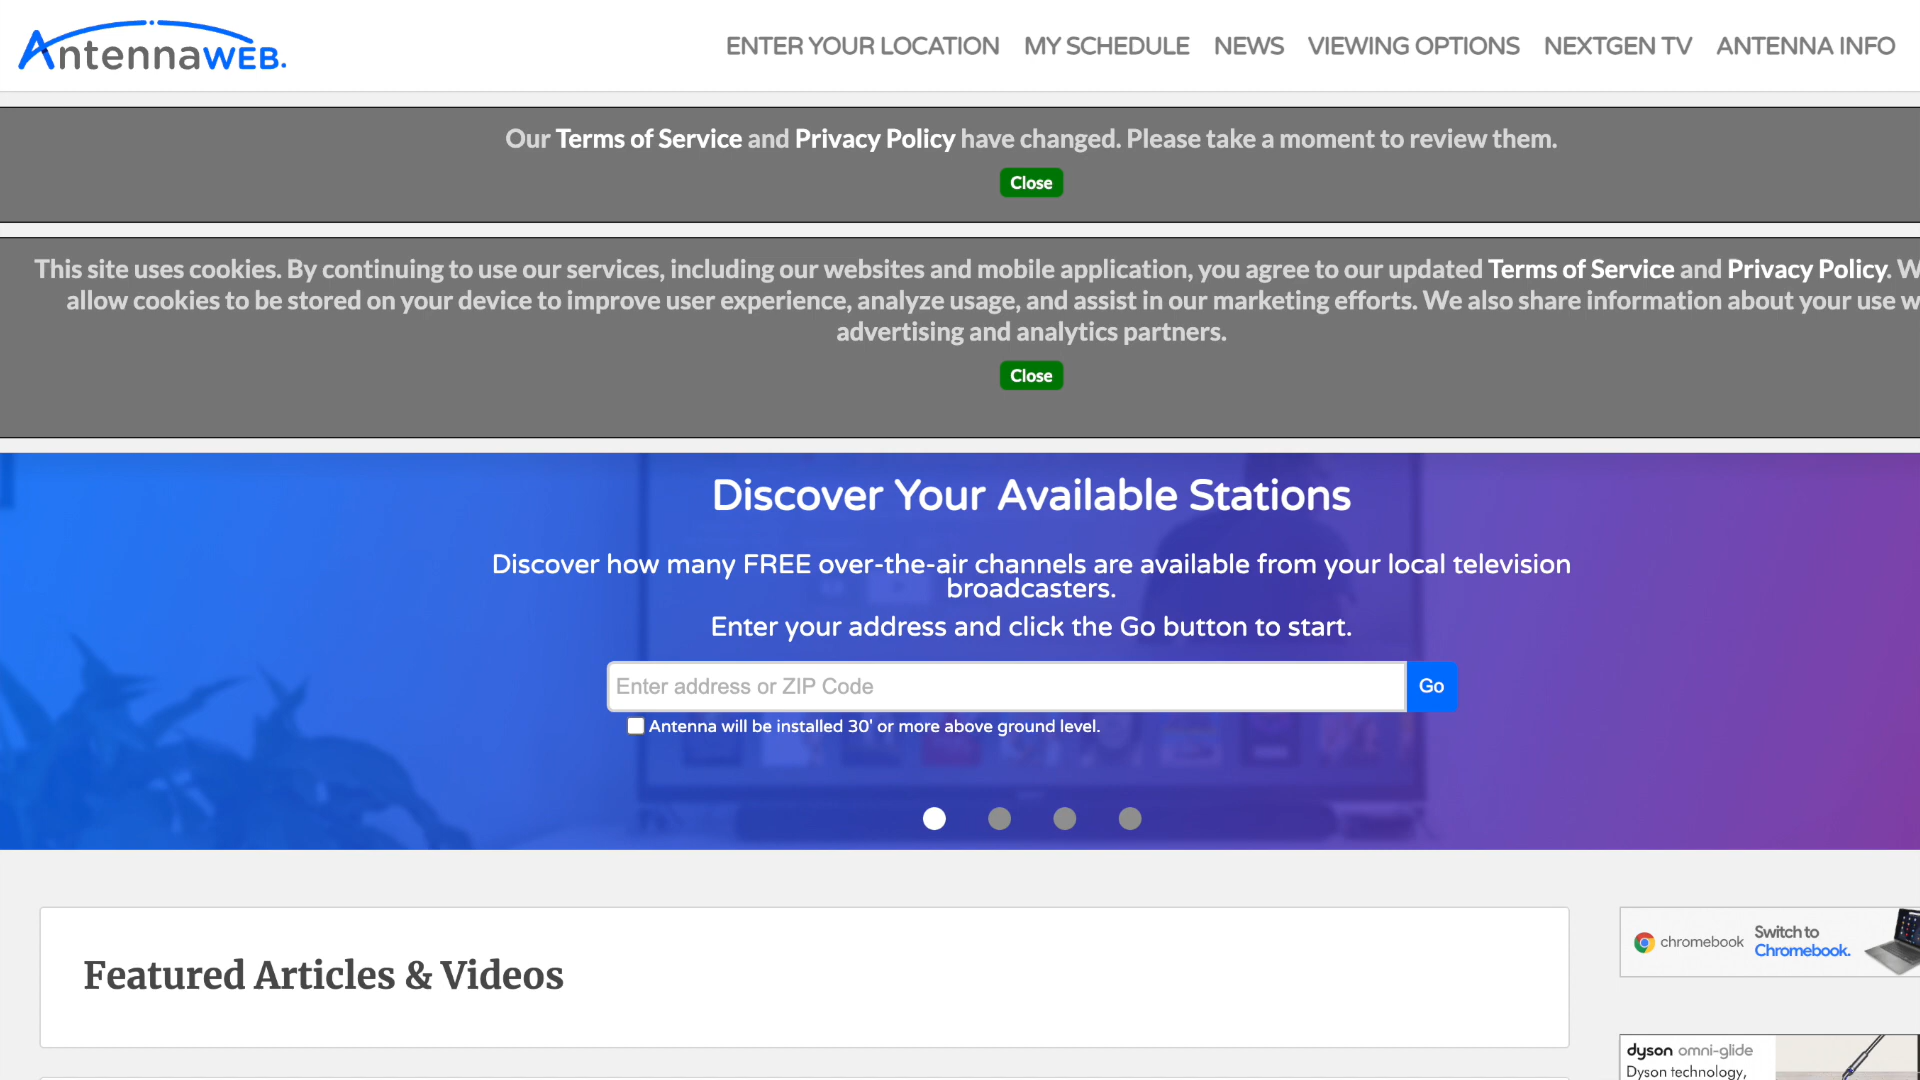 AntennaWEB.
ENTER YOUR LOCATION MY SCHEDULE NEWS VIEWING OPTIONS NEXTGEN TV ANTENNA INFO
Our Terms of Service and Privacy Policy have changed. Please take a moment to review them.
Close
This site uses cookies. By continuing to use our services, including our websites and mobile application, you agree to our updated Terms of Service and Privacy Policy.
allow cookies to be stored on your device to improve user experience, analyze usage, and assist in our marketing efforts. We also share information about your use
advertising and analytics partners.
Close
Discover Your Available Stations
Discover how many FREE over-the-air channels are available from your local television
broadcasters.
Enter your address and click the Go button to start.
Enter address or ZIP Code
Go
Antenna will be installed 30' or more above ground level.
Featured Articles & Videos
chromebook
Switch to
Chromebook.
dyson omni-glide
Dyson technology,